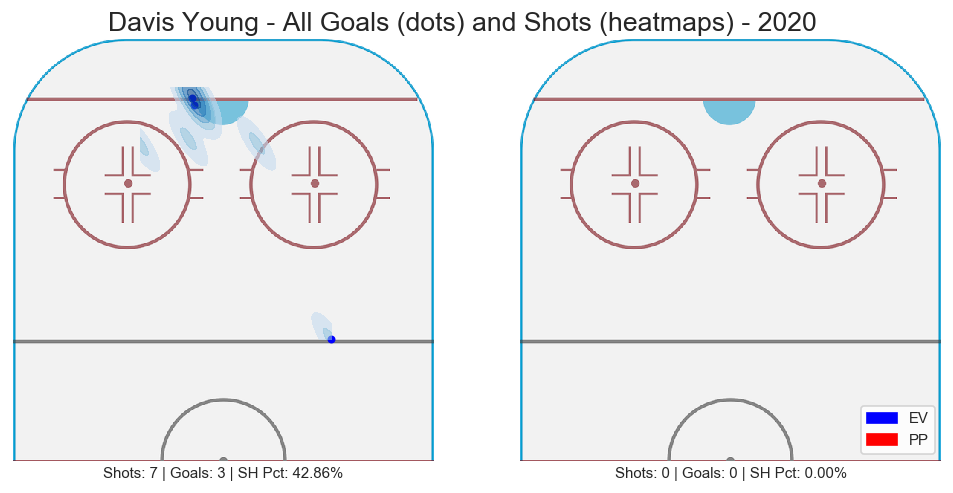 Davis Young - All Goals (dots) and Shots (heatmaps) - 2020
EV
PP
Shots: 7 | Goals: 3 | SH Pct: 42.86%
Shots: 0 | Goals: 0 | SH Pct: 0.00%